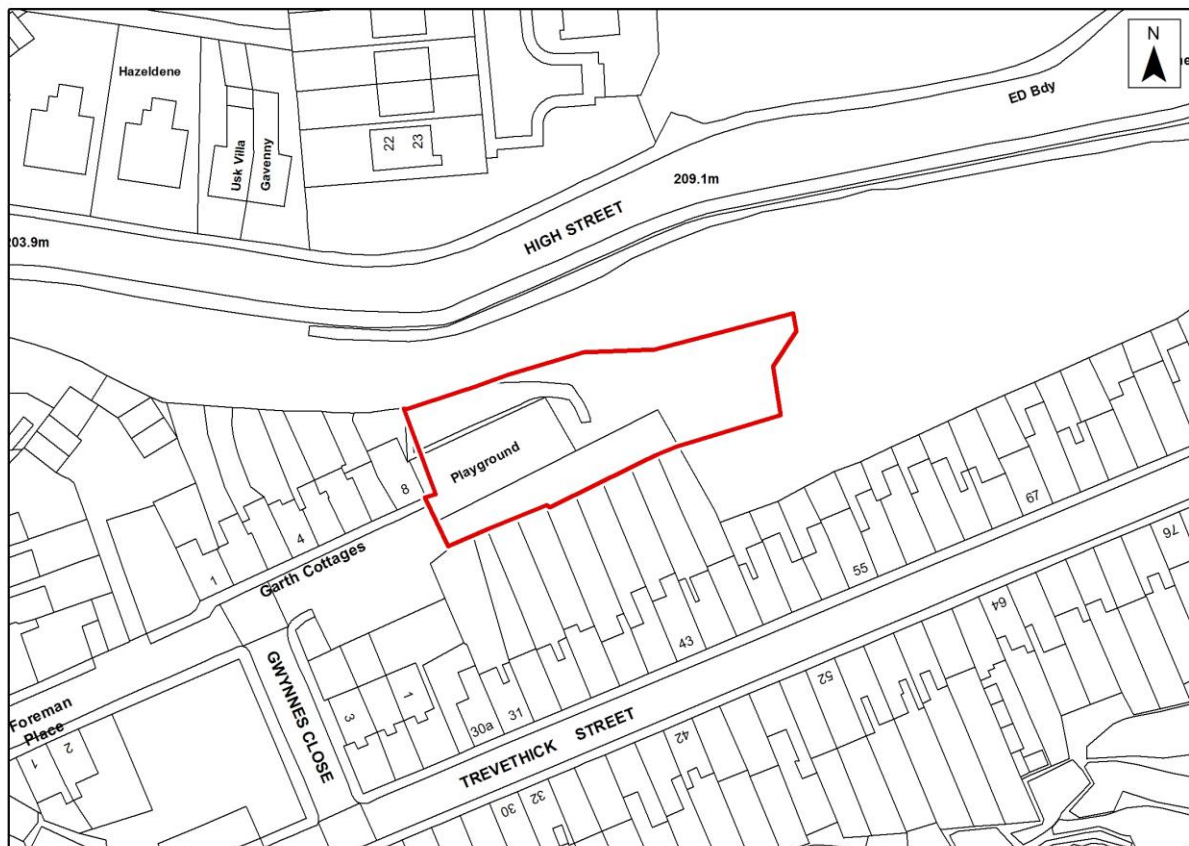 N
Hazeldene
Usk Villa
Gavenny
22
23
ED Bdy
209.1m
HIGH STREET
203.9m
Playground
8
4
1
Garth Cottages
67
55
76
64
43
52
GWYNNES CLOSE
3
1
31
30a
TREVETHICK STREET
42
32
30
Foreman
Place
2
1